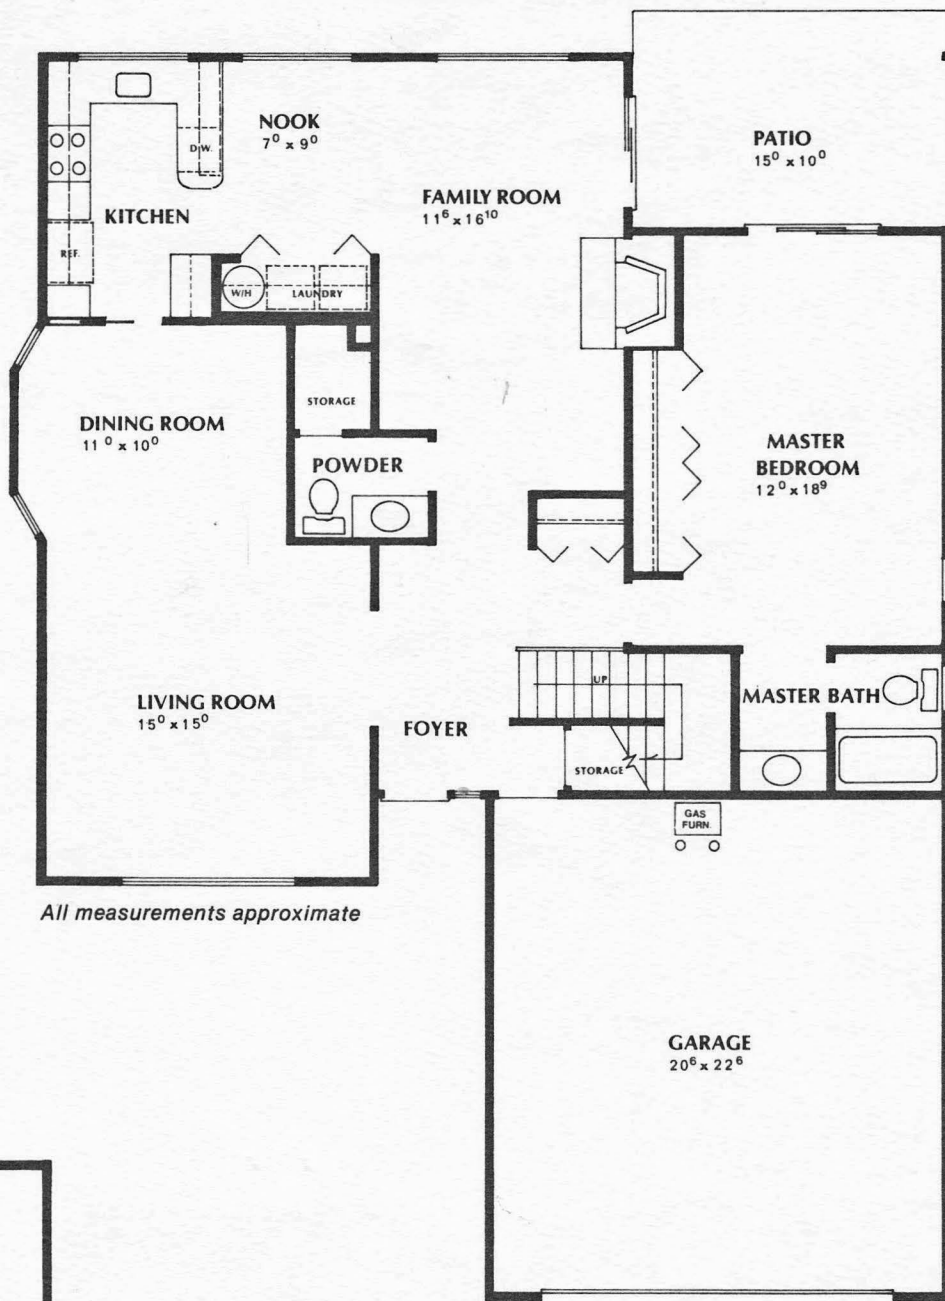 NOOK
7⁰ x 9⁰
PATIO
15⁰ x 10⁰
D.W.
FAMILY ROOM
11⁶ x 16¹⁰
KITCHEN
REF.
W/H
LAUNDRY
STORAGE
DINING ROOM
11⁰ x 10⁰
POWDER
MASTER
BEDROOM
12⁰ x 18⁹
UP
LIVING ROOM
15⁰ x 15⁰
MASTER BATH
FOYER
STORAGE
GAS
FURN.
All measurements approximate
GARAGE
20⁶ x 22⁶